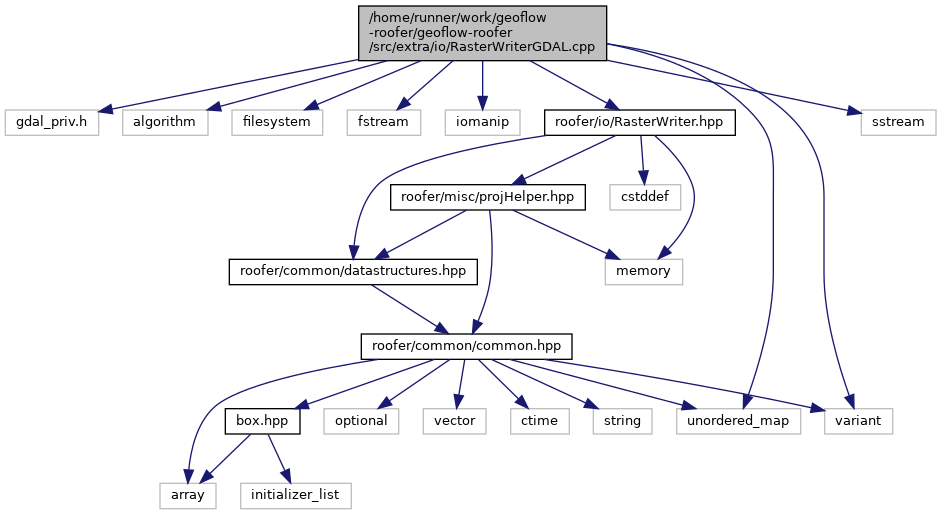 /home/runner/work/geoflow
-roofer/geoflow-roofer
/src/extra/io/RasterWriterGDAL.cpp
gdal_priv.h
algorithm
filesystem
fstream
iomanip
roofer/io/RasterWriter.hpp
sstream
roofer/misc/projHelper.hpp
cstddef
roofer/common/datastructures.hpp
memory
roofer/common/common.hpp
box.hpp
optional
vector
ctime
string
unordered_map
variant
array
initializer_list